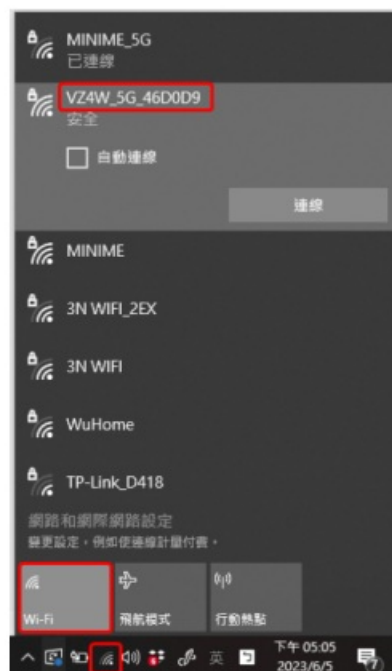 MINIME_5G
已連線
VZ4W_5G_46D0D9
安全
自動連線
連線
MINIME
3N WIFI_2EX
3N WIFI
WuHome
TP-Link_D418
網路和網際網路設定
變更設定，例如使連線計量付費。
Wi-Fi
飛航模式
行動熱點
英
下午 05:05
2023/6/5